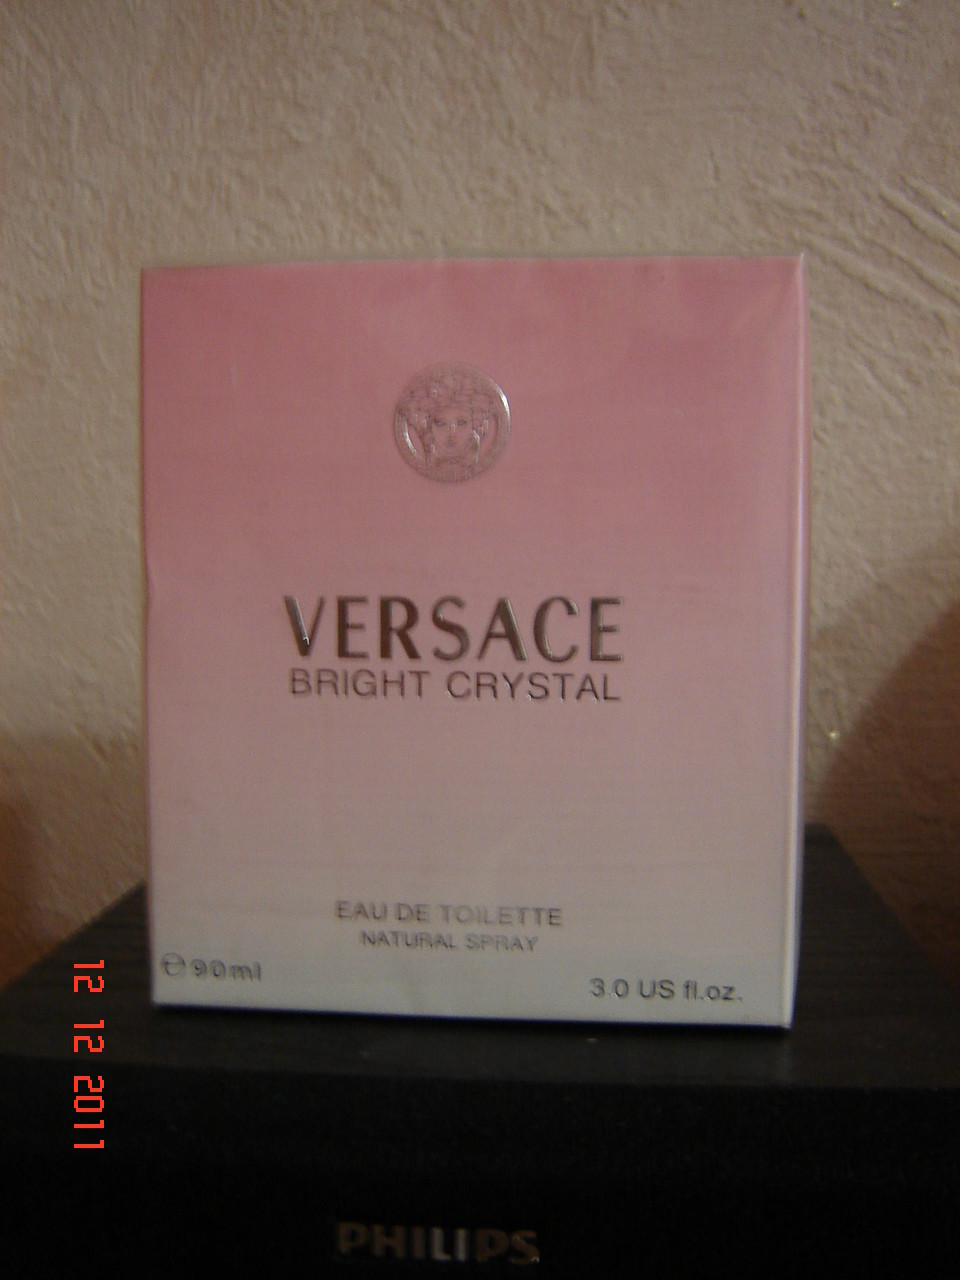 VERSACE
BRIGHT CRYSTAL
EAU DE TOILETTE
NATURAL SPRAY
℮90ml
3.0 US fl.oz.
12 12 2011
PHILIPS